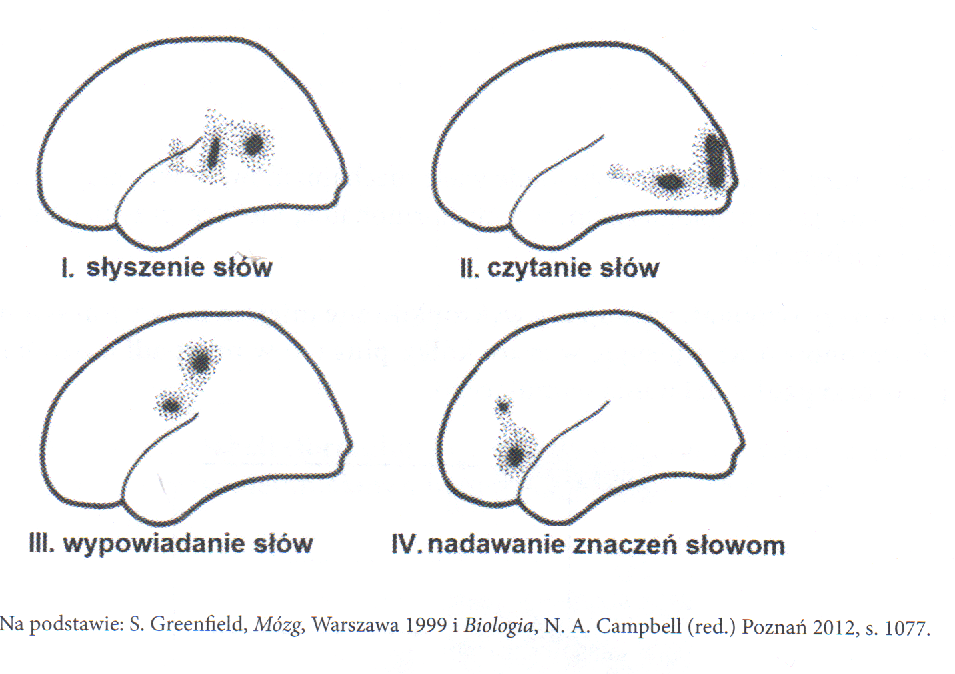 I. słyszenie słów
II. czytanie słów
III. wypowiadanie słów
IV. nadawanie znaczeń słowom
Na podstawie: S. Greenfield, Mózg, Warszawa 1999 i Biologia, N. A. Campbell (red.) Poznań 2012, s. 1077.